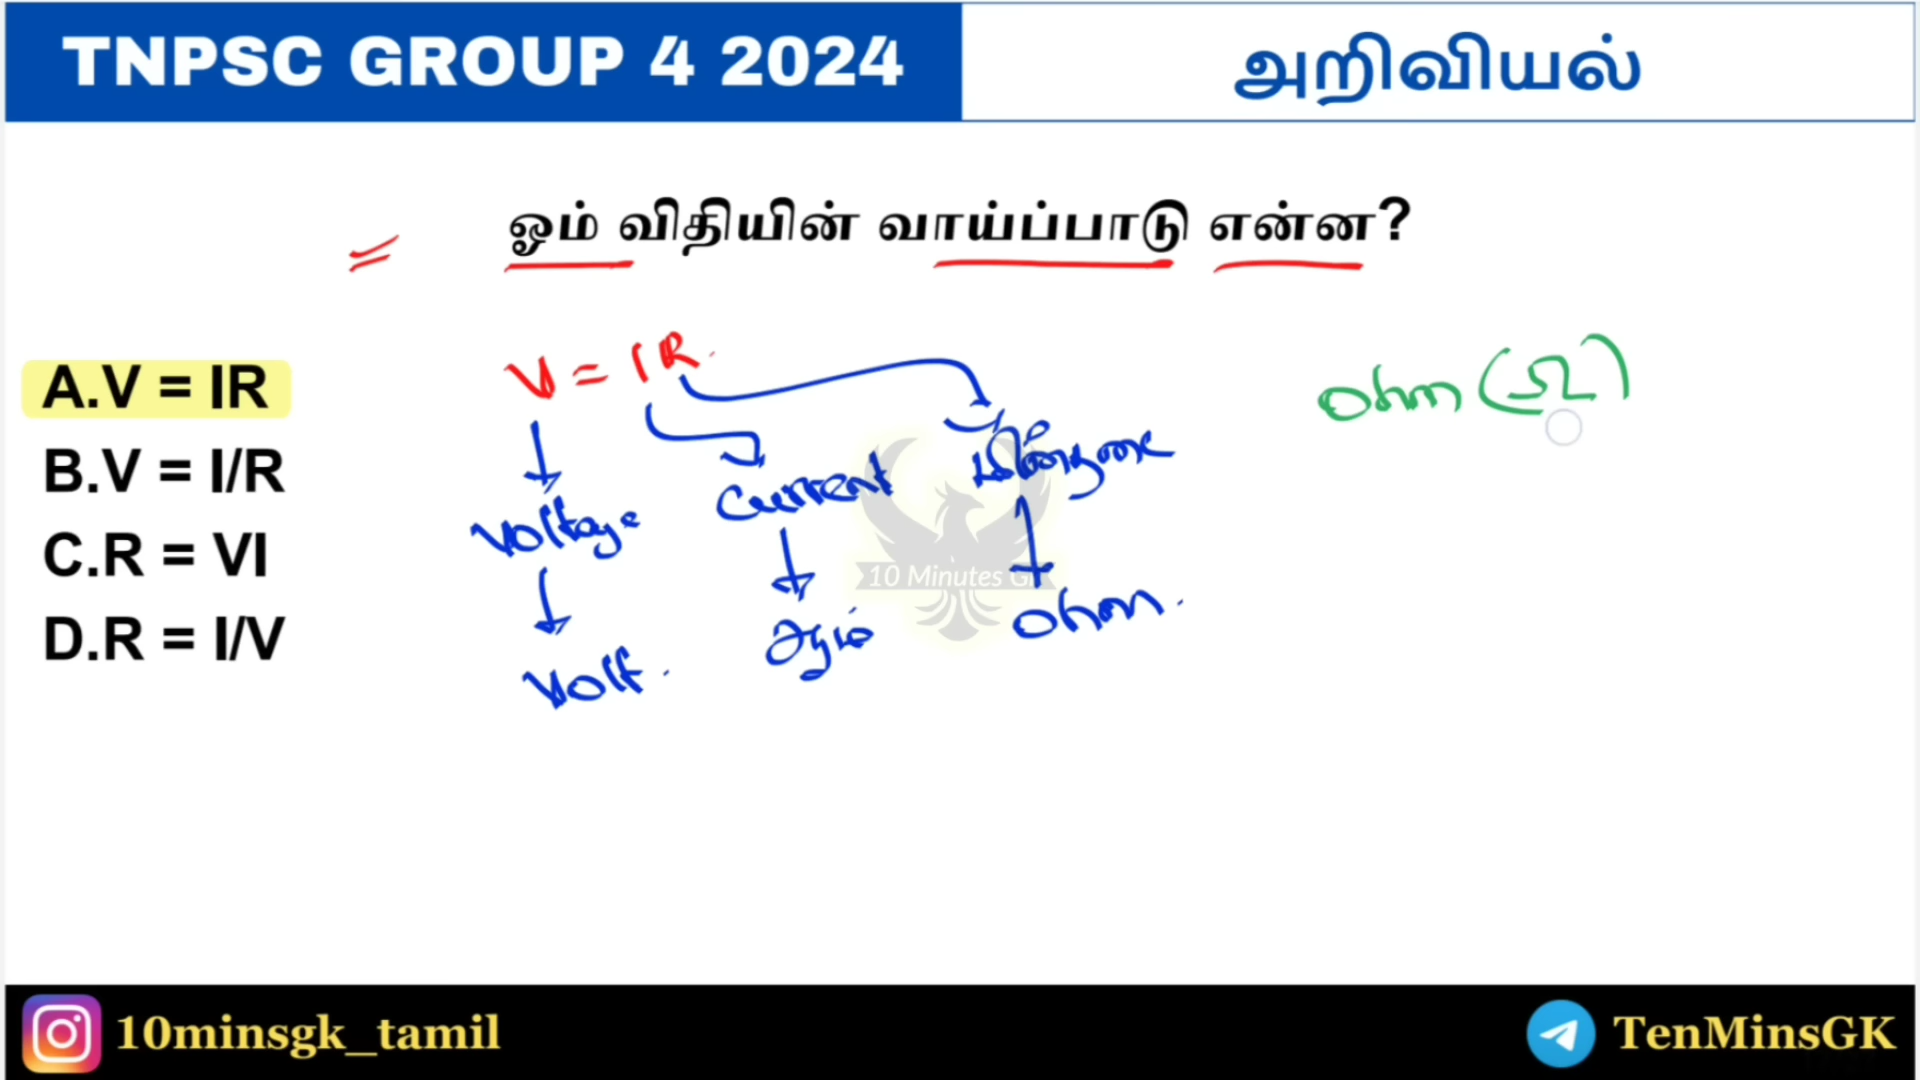 TNPSC GROUP 4 2024
அறிவியல்
ஓம் விதியின் வாய்ப்பாடு என்ன?
A.V = IR
B.V = I/R
C.R = VI
D.R = I/V
V = IR
ohm (Ω)
Voltage
Current
Volt
ohm
10 Minutes GK
10minsgk_tamil
TenMinsGK